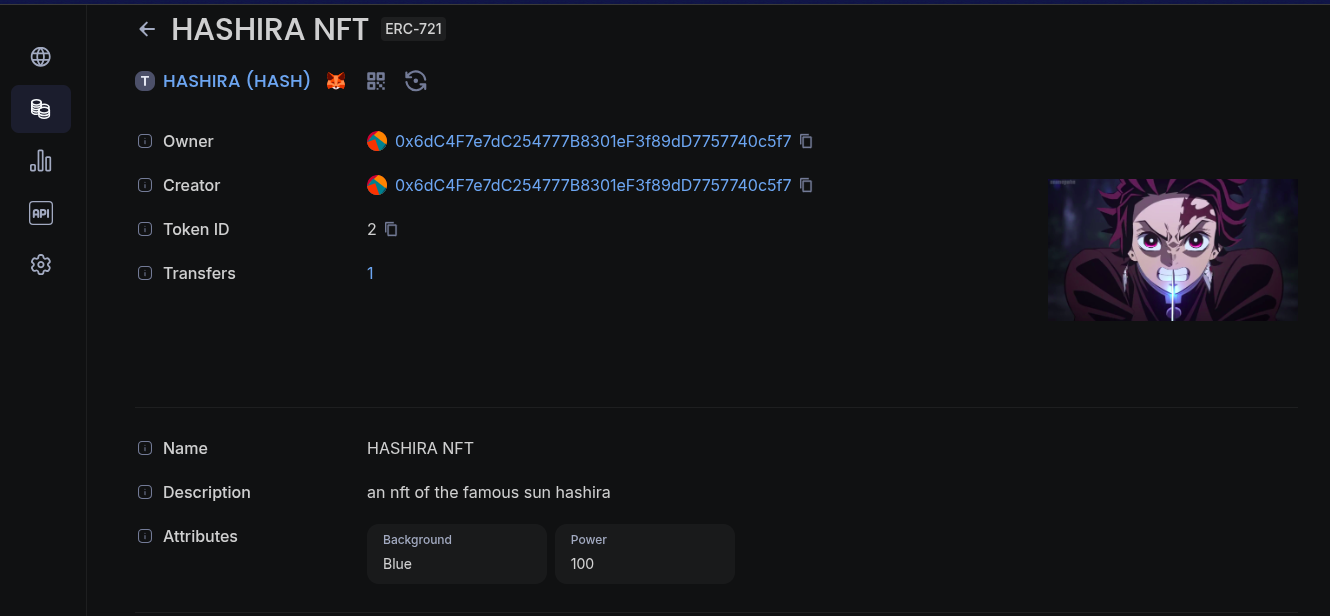 HASHIRA NFT ERC-721
T HASHIRA (HASH)
Owner 0x6dC4F7e7dC254777B8301eF3f89dD7757740c5f7
Creator 0x6dC4F7e7dC254777B8301eF3f89dD7757740c5f7
API
Token ID 2
Transfers 1
Name HASHIRA NFT
Description an nft of the famous sun hashira
Attributes
Background Power
Blue 100